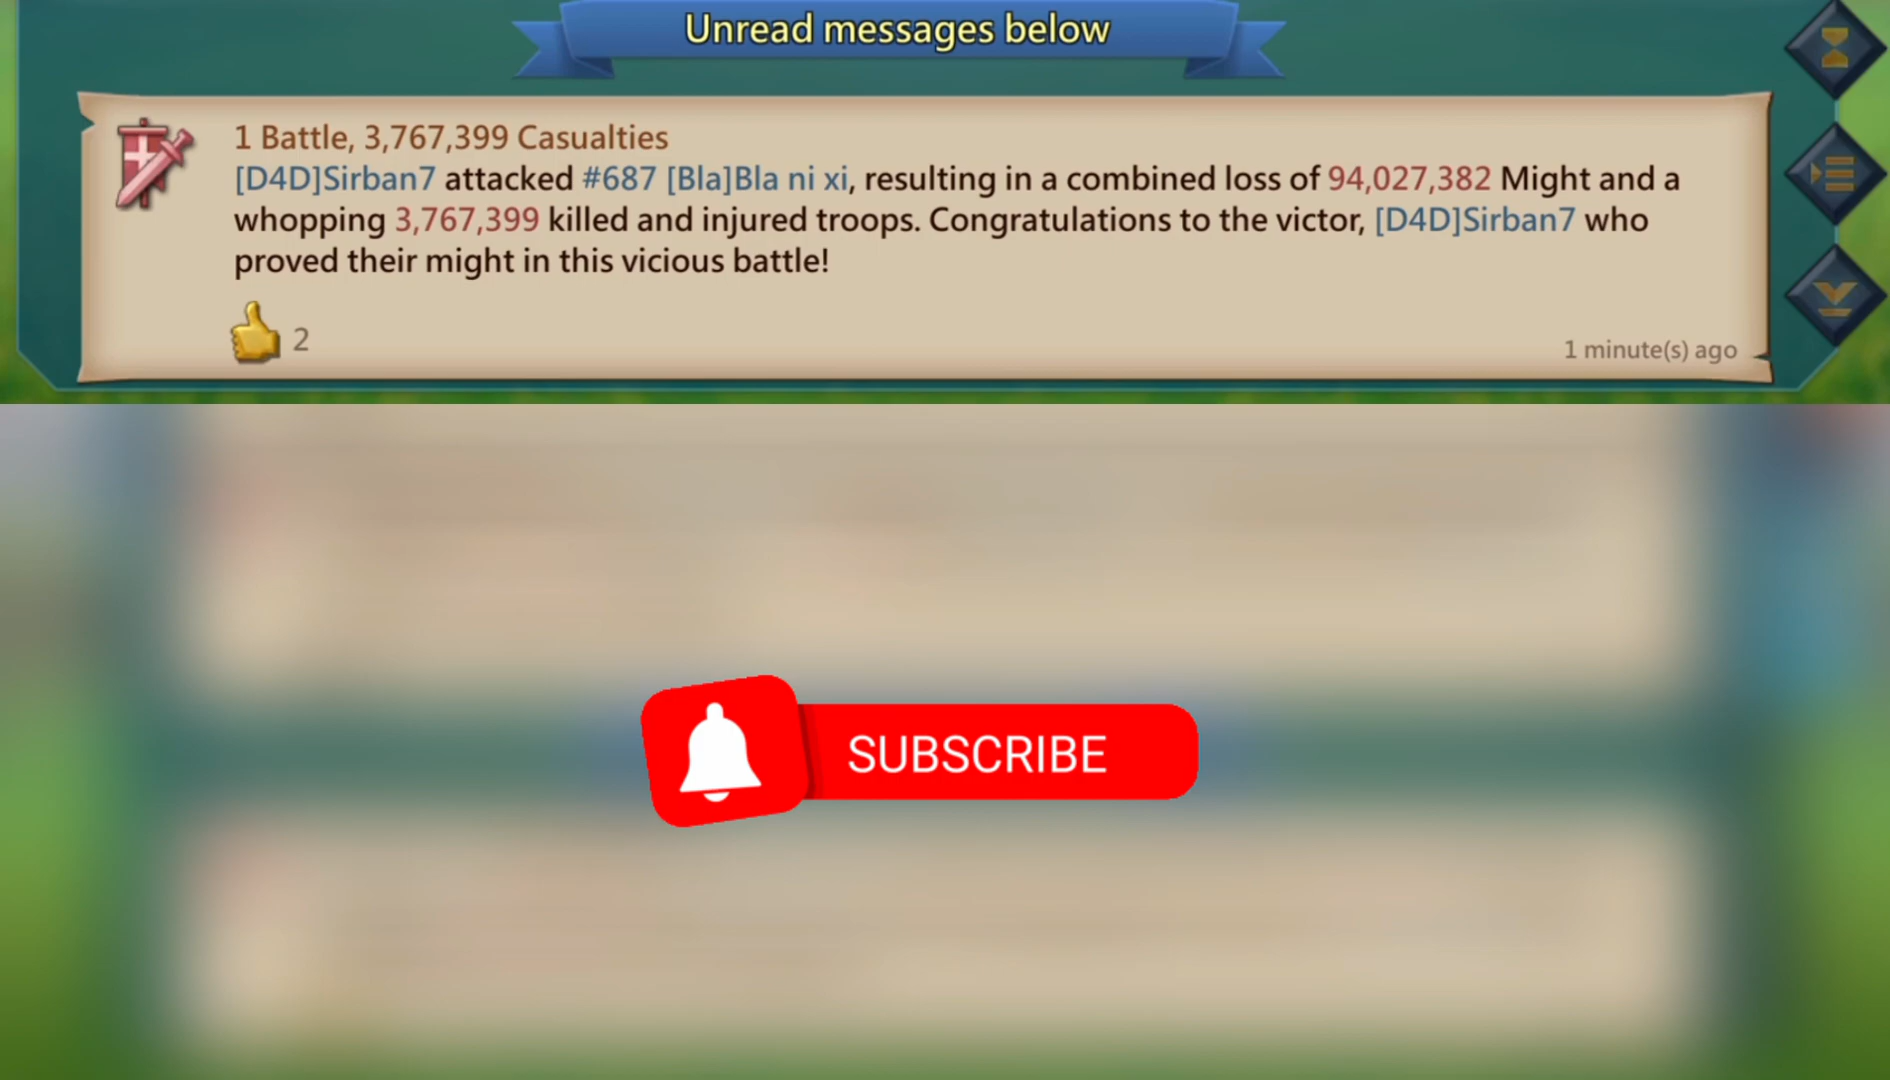 Unread messages below
1 Battle, 3,767,399 Casualties
[D4D]Sirban7 attacked #687 [Bla]Bla ni xi, resulting in a combined loss of 94,027,382 Might and a
whopping 3,767,399 killed and injured troops. Congratulations to the victor, [D4D]Sirban7 who
proved their might in this vicious battle!
2
1 minute(s) ago
SUBSCRIBE